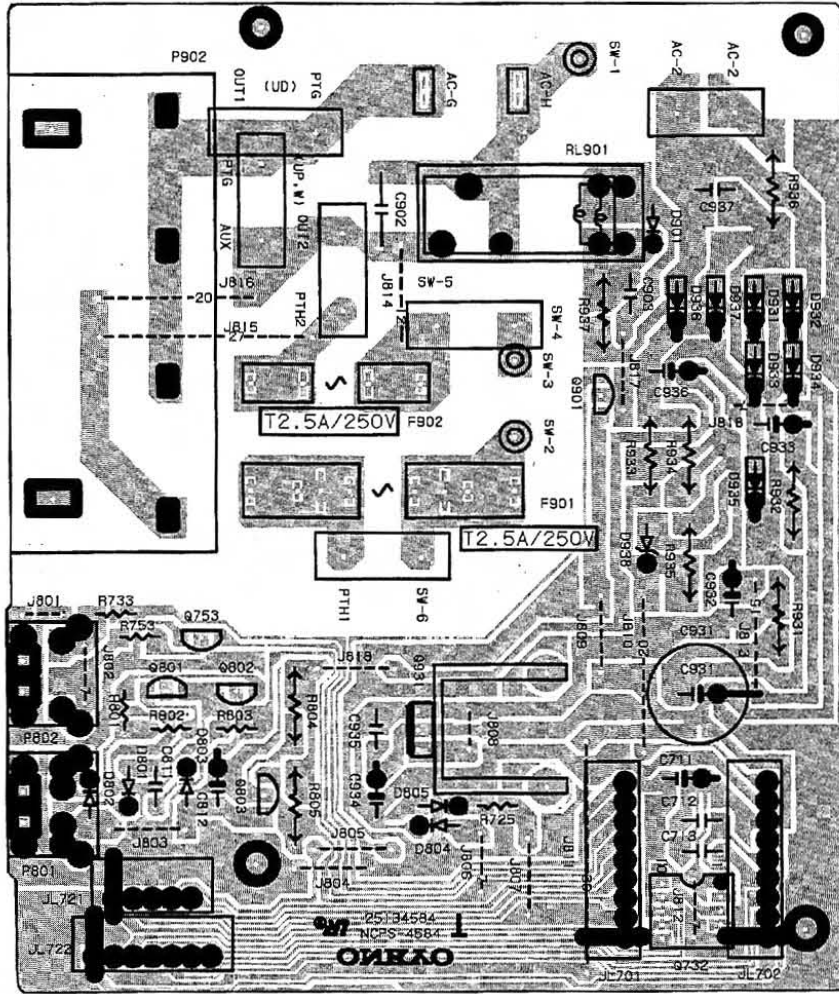 P902
OUT1
(UD)
PTG
AC-G
AC-H
SW-1
AC-2
AC-2
PTG
(UP,W)
AUX
OUT2
C902
RL901
D901
C937
R936
J816
20
J815
27
PTH2
J814
SW-5
SW-4
SW-3
R937
C903
J817
D936
D937
D931
D932
D933
D934
Q901
C936
J818
C933
T2.5A/250V
F902
SW-2
F901
T2.5A/250V
R933
R934
D935
R932
D938
R935
C932
PTH1
SW-6
J801
R733
R753
Q753
J802
Q801
Q802
J818
J809
J810
20
C931
J813
R931
C931
R801
R802
R803
R804
C935
Q931
J808
P802
D802
D801
C811
D803
C812
Q803
R805
C934
D805
R725
D804
C711
C712
C713
J803
J805
J804
J806
J807
J811
30
P801
JL721
JL722
25134584
NCPS-4584
ONKYO
J812
Q732
JL701
JL702